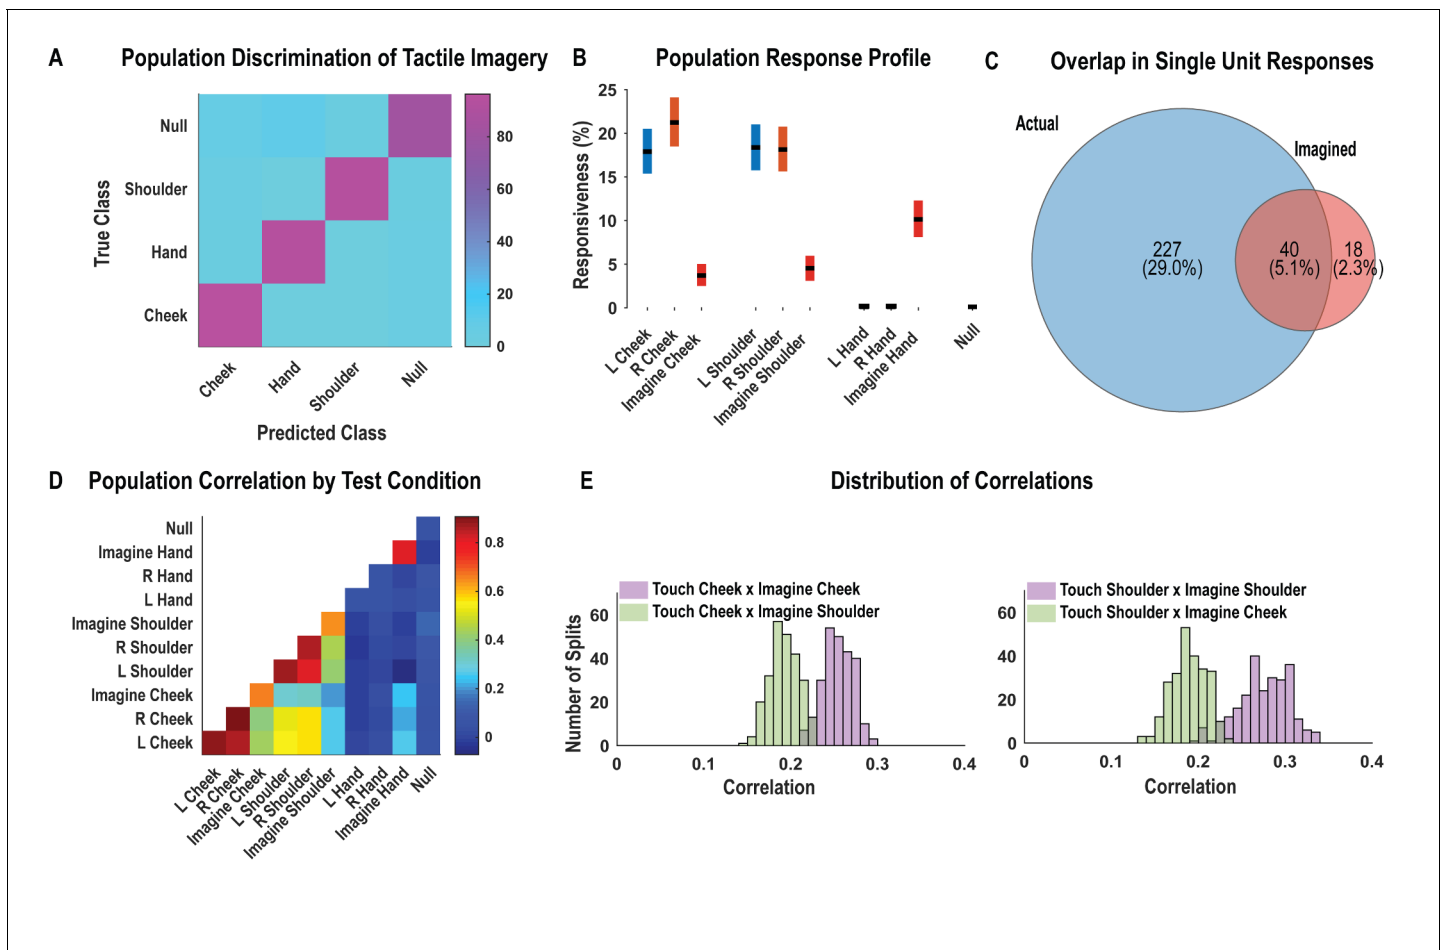 A
Population Discrimination of Tactile Imagery
True Class
Null
Shoulder
Hand
Cheek
80
60
40
20
0
Cheek
Hand
Shoulder
Null
Predicted Class
B
Population Response Profile
Responsiveness (%)
25
20
15
10
5
0
L Cheek
R Cheek
Imagine Cheek
L Shoulder
R Shoulder
Imagine Shoulder
L Hand
R Hand
Imagine Hand
Null
C
Overlap in Single Unit Responses
Actual
Imagined
227
(29.0%)
40
(5.1%)
18
(2.3%)
D
Population Correlation by Test Condition
Null
Imagine Hand
R Hand
L Hand
Imagine Shoulder
R Shoulder
L Shoulder
Imagine Cheek
R Cheek
L Cheek
0.8
0.6
0.4
0.2
0
L Cheek
R Cheek
Imagine Cheek
L Shoulder
R Shoulder
Imagine Shoulder
L Hand
R Hand
Imagine Hand
Null
E
Distribution of Correlations
Touch Cheek x Imagine Cheek
Touch Cheek x Imagine Shoulder
Number of Splits
60
40
20
0
0
0.1
0.2
0.3
0.4
Correlation
Touch Shoulder x Imagine Shoulder
Touch Shoulder x Imagine Cheek
60
40
20
0
0
0.1
0.2
0.3
0.4
Correlation